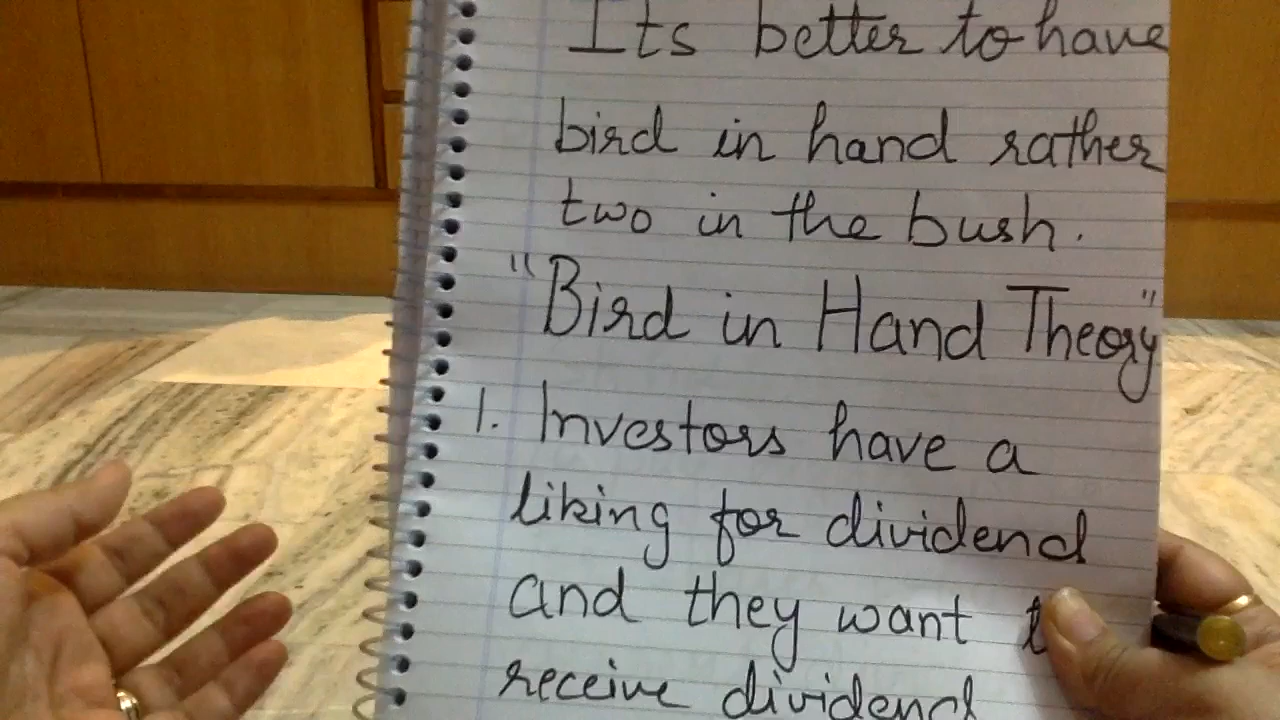 Its better to have
bird in hand rather
two in the bush.
"Bird in Hand Theory"
1. Investors have a
liking for dividend
and they want
receive dividend